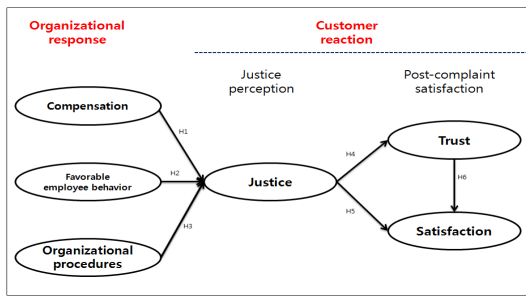 Organizational
response
Customer
reaction
Justice
perception
Post-complaint
satisfaction
Compensation
H1
Favorable
employee behavior
H2
Organizational
procedures
H3
Justice
H4
H5
Trust
H6
Satisfaction